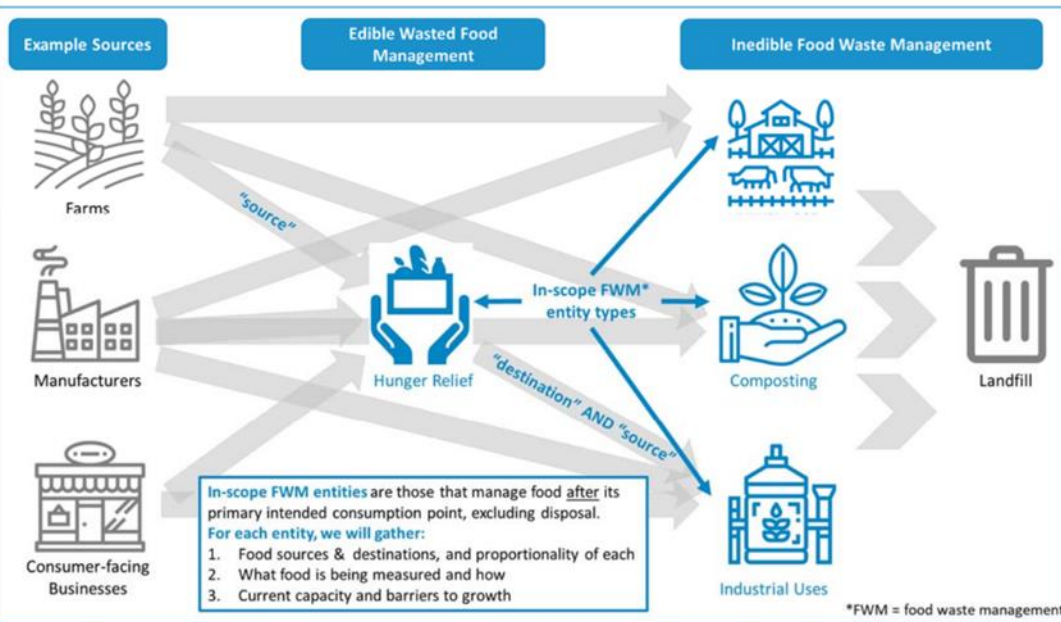 Example Sources
Edible Wasted Food
Management
Inedible Food Waste Management
Farms
"source"
Manufacturers
Hunger Relief
In-scope FWM*
entity types
Composting
Landfill
"destination" AND "source"
Consumer-facing
Businesses
In-scope FWM entities are those that manage food after its
primary intended consumption point, excluding disposal.
For each entity, we will gather:
1. Food sources & destinations, and proportionality of each
2. What food is being measured and how
3. Current capacity and barriers to growth
Industrial Uses
*FWM = food waste management